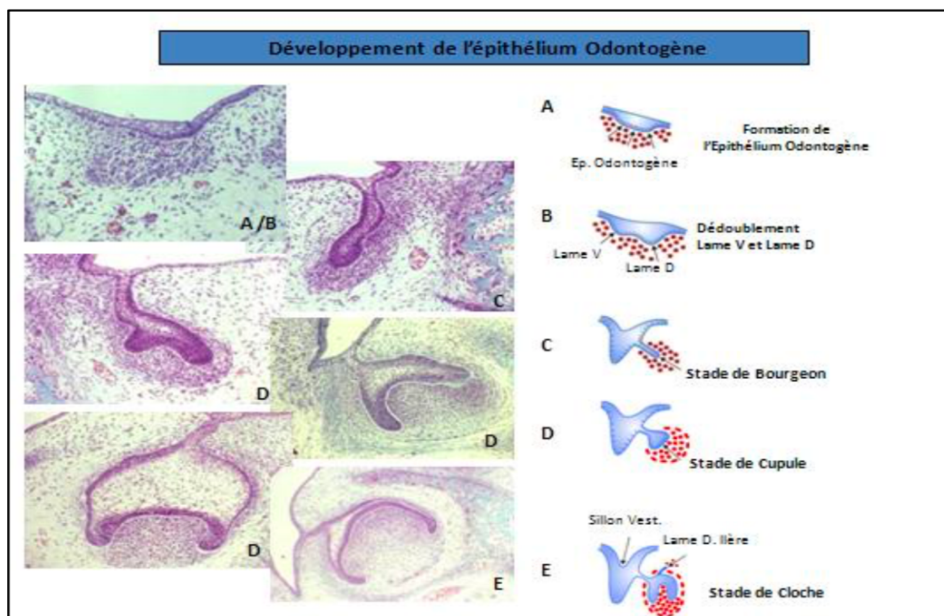 Développement de l'épithélium Odontogène
A /B
C
D
D
D
E
A
Formation de
l'Epithélium Odontogène
Ep. Odontogène
B
Dédoublement
Lame V et Lame D
Lame V
Lame D
C
Stade de Bourgeon
D
Stade de Cupule
Sillon Vest.
Lame D. IIère
E
Stade de Cloche